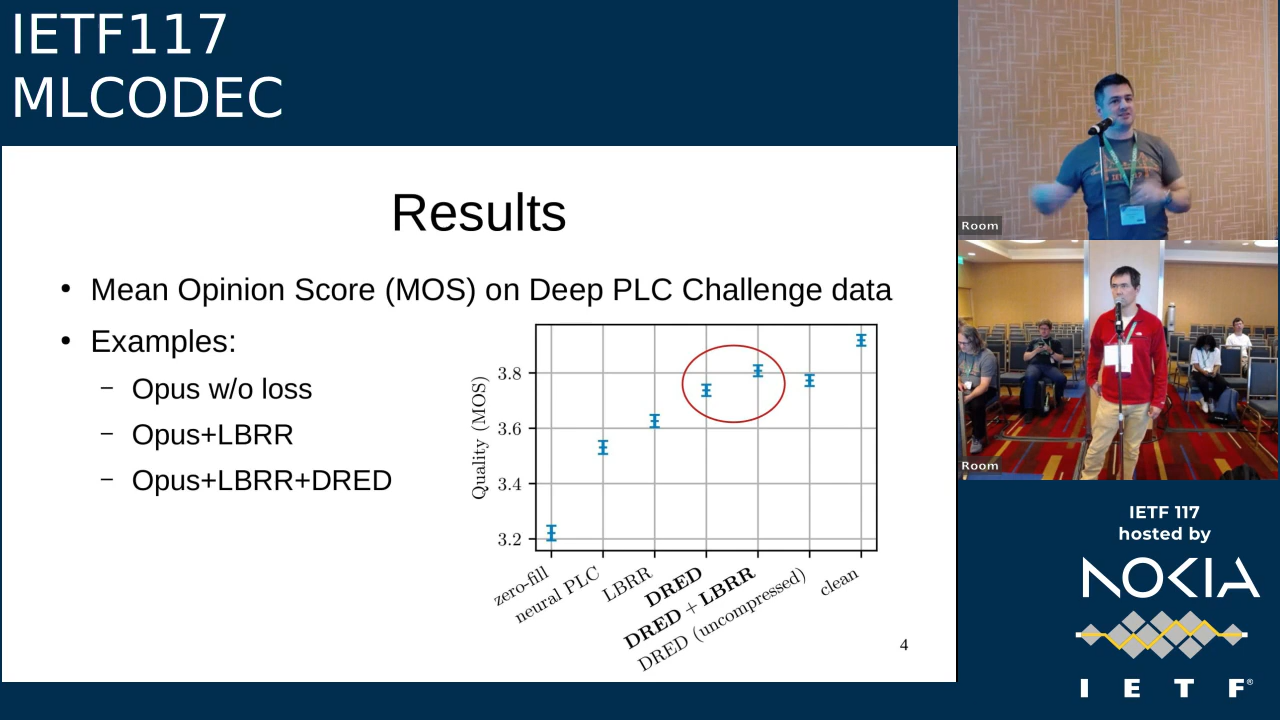 IETF117
MLCODEC
Results
• Mean Opinion Score (MOS) on Deep PLC Challenge data
• Examples:
– Opus w/o loss
– Opus+LBRR
– Opus+LBRR+DRED
Quality (MOS)
3.8
3.6
3.4
3.2
zero-fill
neural PLC
LBRR
DRED
DRED + LBRR
DRED (uncompressed)
clean
4
Room
Room
IETF 117
hosted by
NOKIA
I E T F®